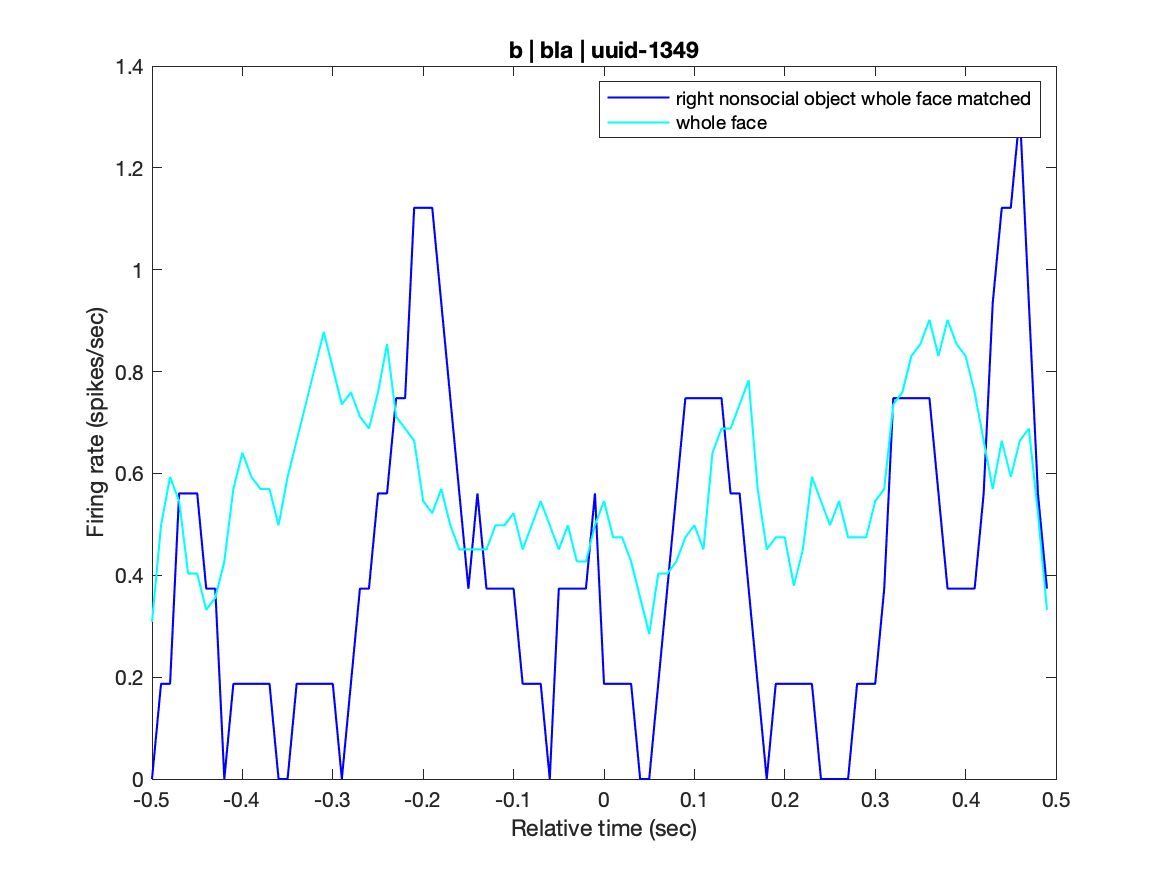 b | bla | uuid-1349
right nonsocial object whole face matched
whole face
Firing rate (spikes/sec)
1.4
1.2
1
0.8
0.6
0.4
0.2
0
-0.5 -0.4 -0.3 -0.2 -0.1 0 0.1 0.2 0.3 0.4 0.5
Relative time (sec)